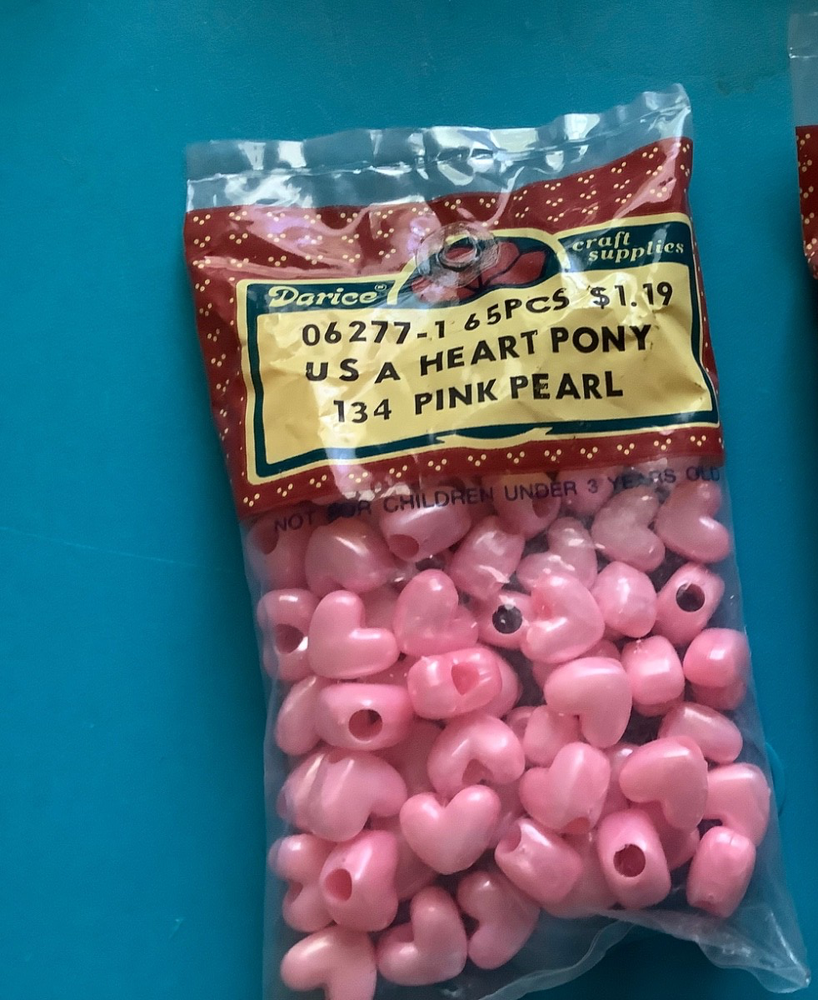 craft
supplies
Darice®
06277-1 65PCS $1.19
USA HEART PONY
134 PINK PEARL
NOT FOR CHILDREN UNDER 3 YEARS OLD